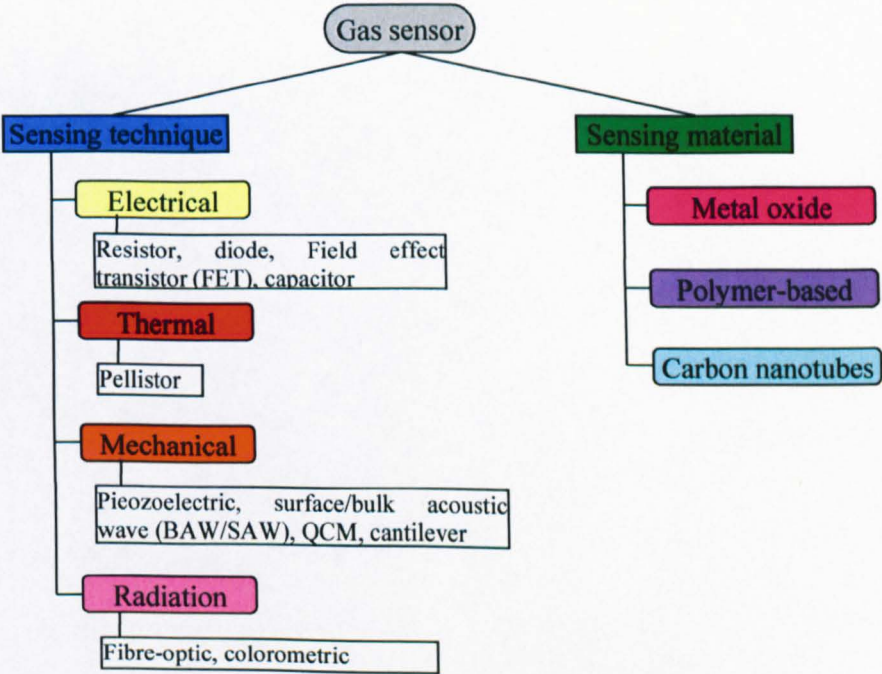 Gas sensor
Sensing technique
Electrical
Resistor, diode, Field effect
transistor (FET), capacitor
Thermal
Pellistor
Mechanical
Pieozoelectric, surface/bulk acoustic
wave (BAW/SAW), QCM, cantilever
Radiation
Fibre-optic, colorometric
Sensing material
Metal oxide
Polymer-based
Carbon nanotubes